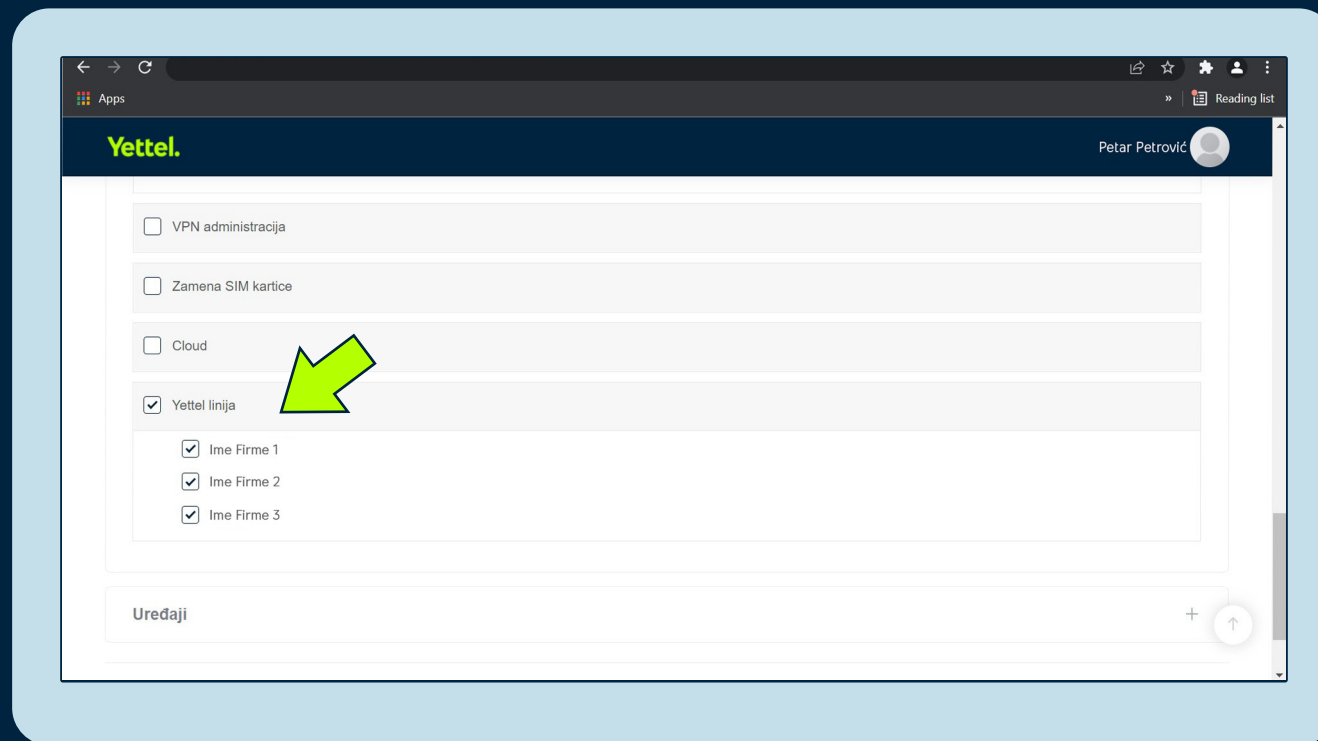 Apps
» Reading list
Yettel.
Petar Petrović
VPN administracija
Zamena SIM kartice
Cloud
Yettel linija
Ime Firme 1
Ime Firme 2
Ime Firme 3
Uređaji